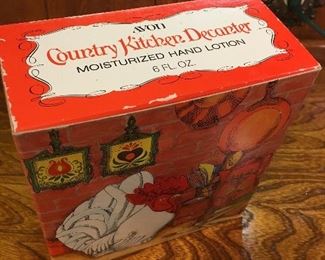 AVON
Country Kitchen Decanter
MOISTURIZED HAND LOTION
6 FL. OZ.